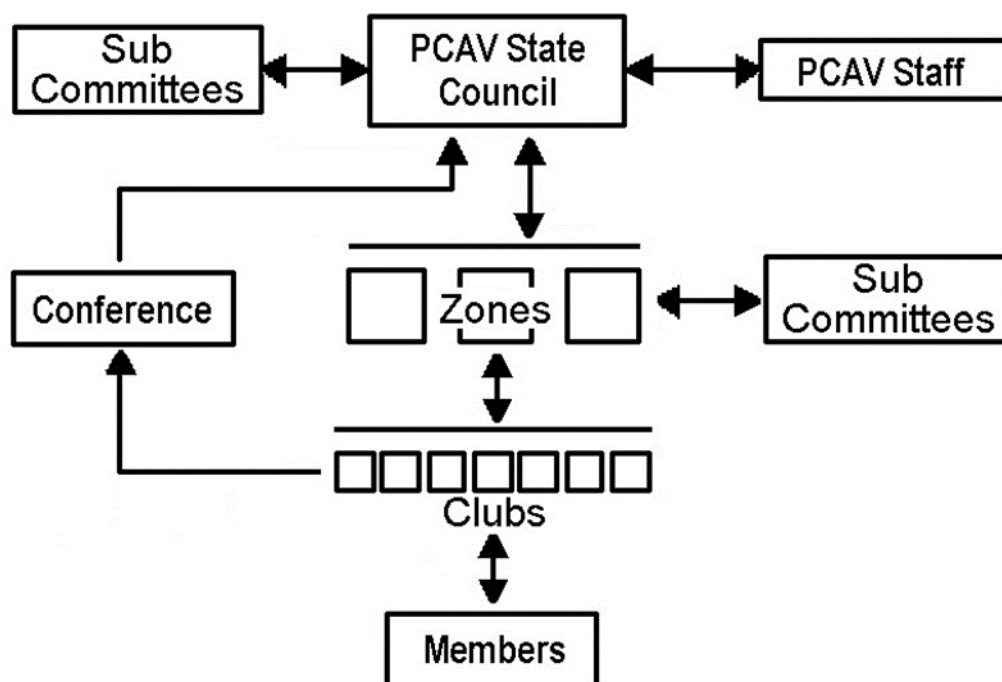 Sub
Committees
PCAV State
Council
PCAV Staff
Conference
Zones
Sub
Committees
Clubs
Members